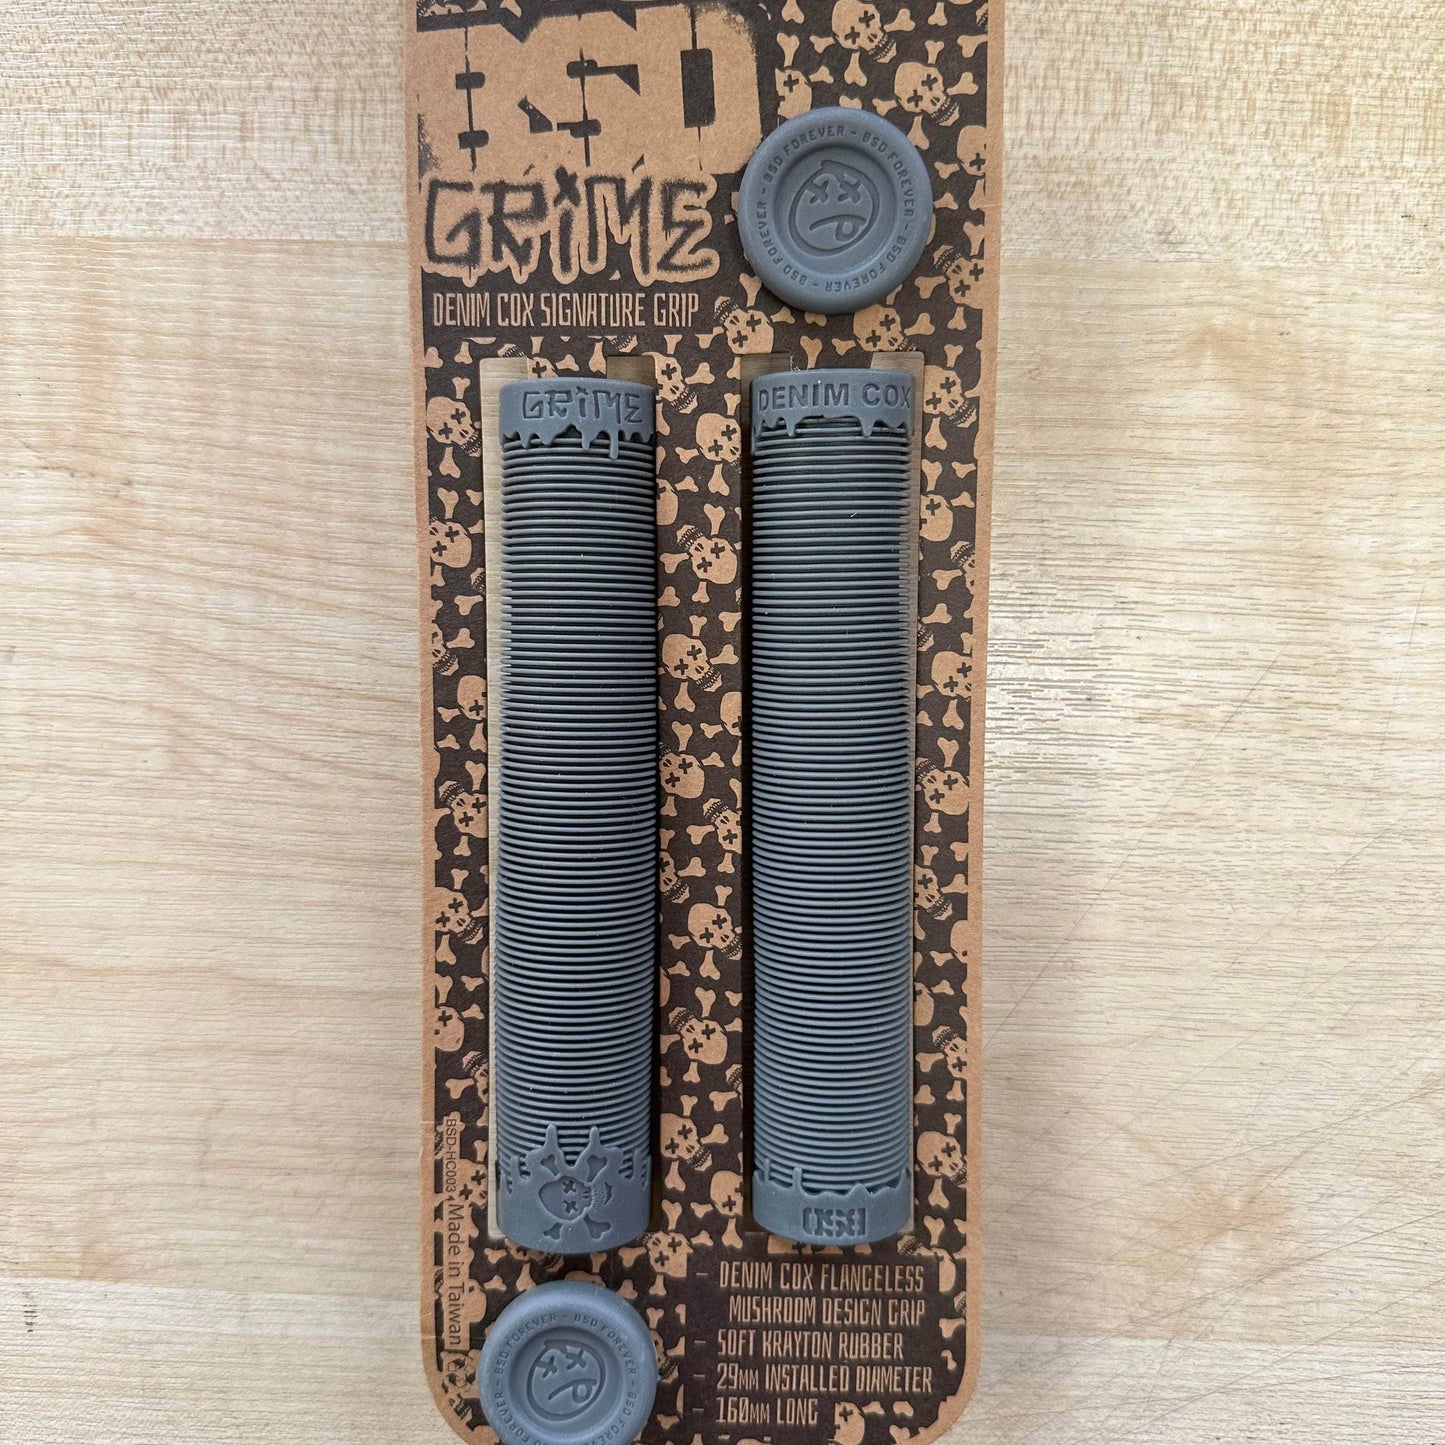 BSD
GRIME
DENIM COX SIGNATURE GRIP
BSD FOREVER - BSD FOREVER - BSD FOREVER - BSD FOREVER -
GRIME
DENIM COX
BSD
BSD-HC003 Made in Taiwan
- DENIM COX FLANGELESS
MUSHROOM DESIGN GRIP
- SOFT KRAYTON RUBBER
- 29MM INSTALLED DIAMETER
- 160MM LONG
BSD FOREVER - BSD FOREVER - BSD FOREVER